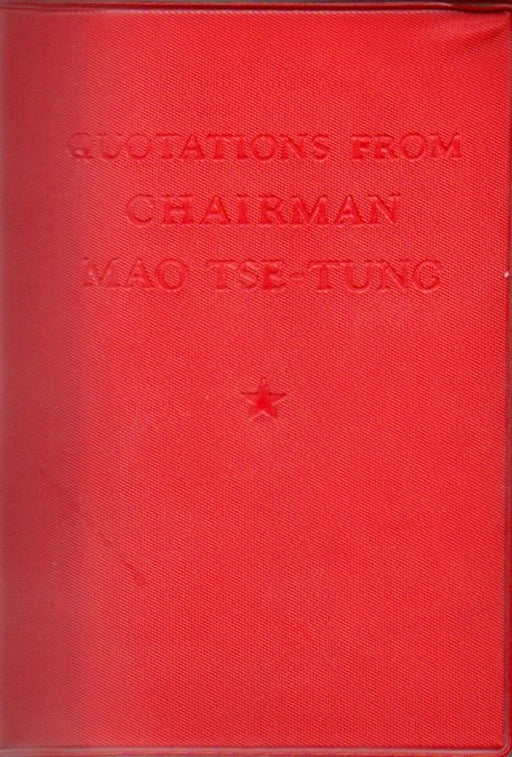 QUOTATIONS FROM
CHAIRMAN
MAO TSE-TUNG